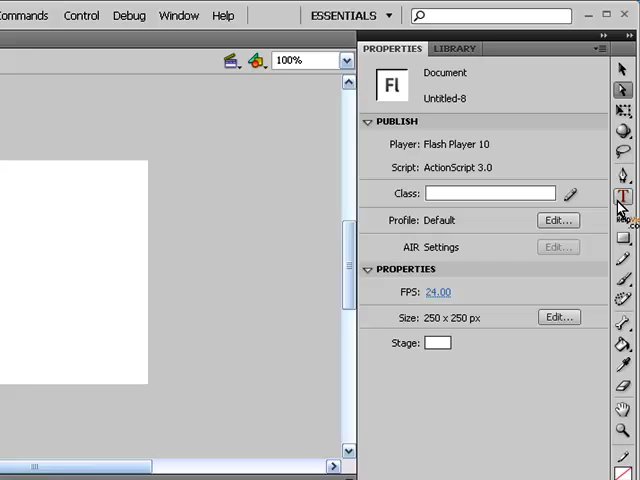 Commands Control Debug Window Help ESSENTIALS
100%
PROPERTIES LIBRARY
Fl
Document
Untitled-8
PUBLISH
Player: Flash Player 10
Script: ActionScript 3.0
Class:
Profile: Default Edit...
AIR Settings Edit...
PROPERTIES
FPS: 24.00
Size: 250 x 250 px Edit...
Stage:
T